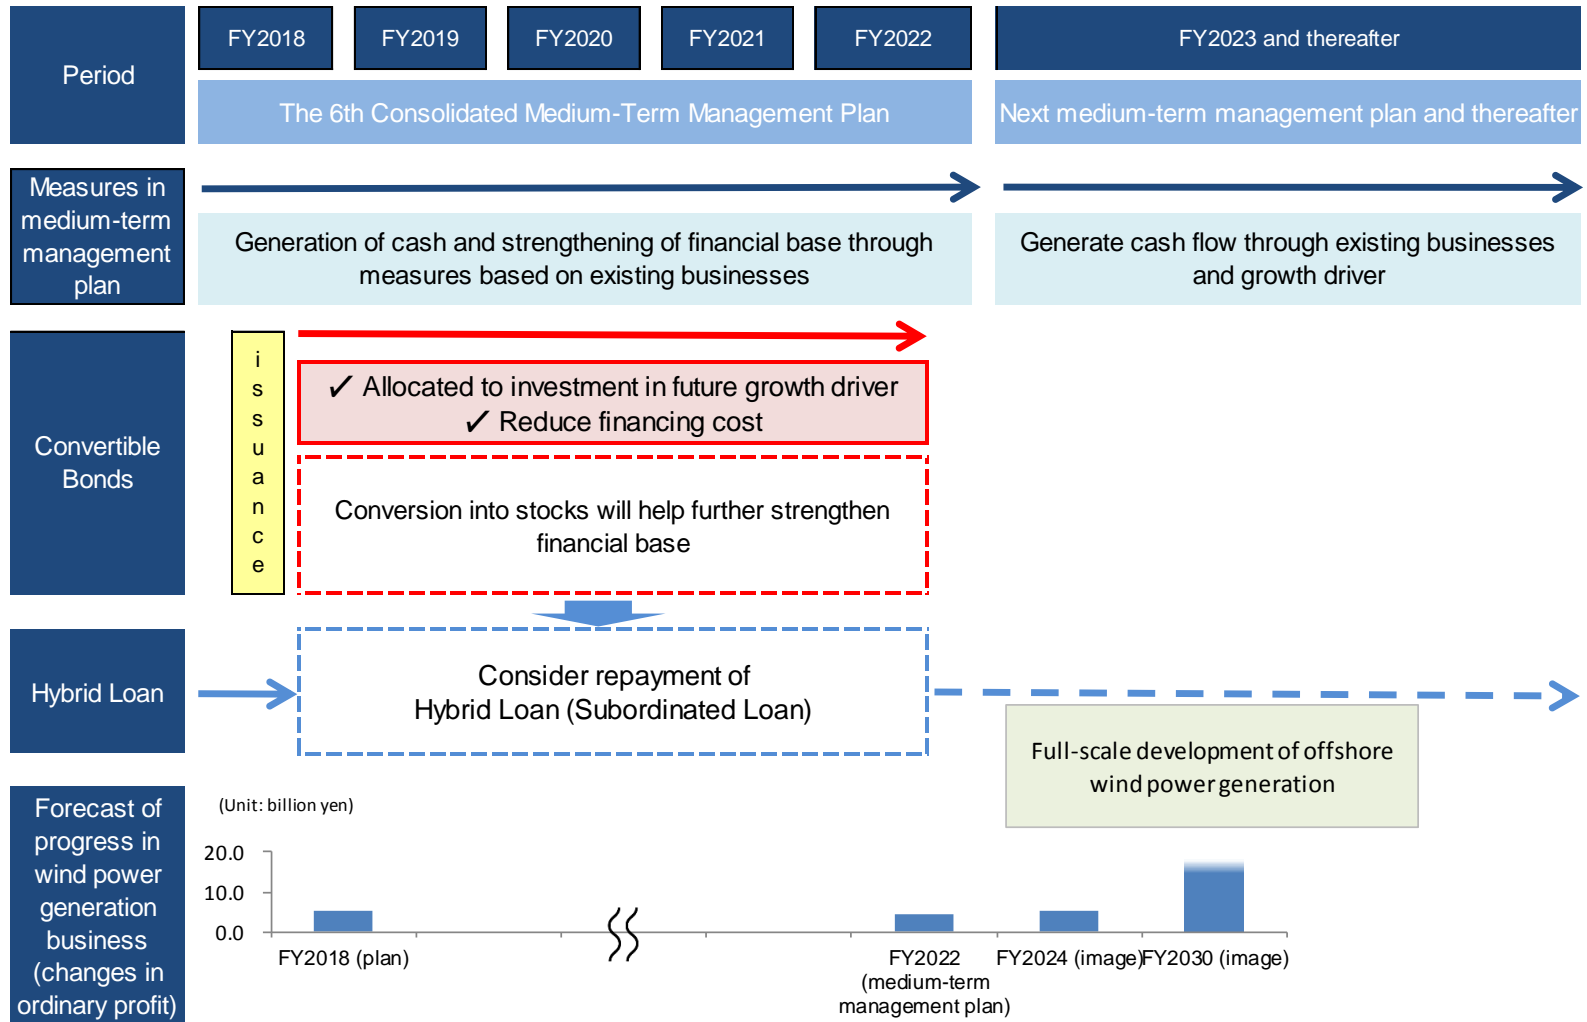 Period
FY2018
FY2019
FY2020
FY2021
FY2022
FY2023 and thereafter
The 6th Consolidated Medium-Term Management Plan
Next medium-term management plan and thereafter
Measures in
medium-term
management
plan
Generation of cash and strengthening of financial base through
measures based on existing businesses
Generate cash flow through existing businesses
and growth driver
Convertible
Bonds
i
s
s
u
a
n
c
e
✓ Allocated to investment in future growth driver
✓ Reduce financing cost
Conversion into stocks will help further strengthen
financial base
Hybrid Loan
Consider repayment of
Hybrid Loan (Subordinated Loan)
Full-scale development of offshore
wind power generation
Forecast of
progress in
wind power
generation
business
(changes in
ordinary profit)
(Unit: billion yen)
20.0
10.0
0.0
FY2018 (plan)
FY2022
(medium-term
management plan)
FY2024 (image)
FY2030 (image)